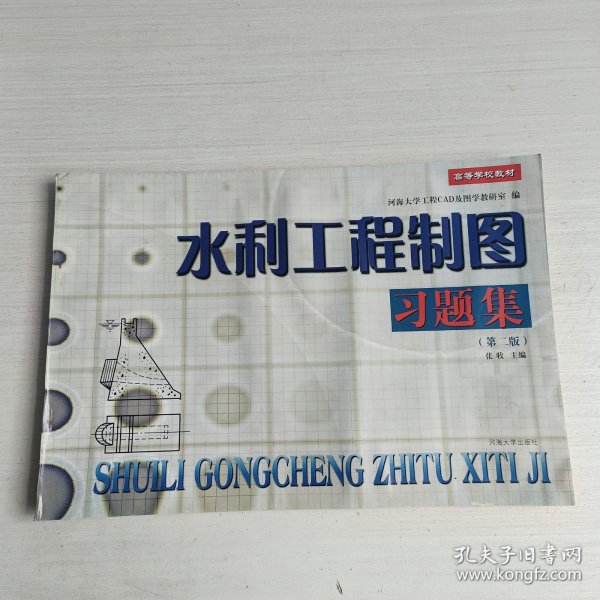 高等学校教材
河海大学工程CAD及图学教研室 编
水利工程制图
习题集
(第二版)
张牧 主编
河海大学出版社
SHUILI GONGCHENG ZHITU XITI JI
孔夫子旧书网
www.kongfz.com